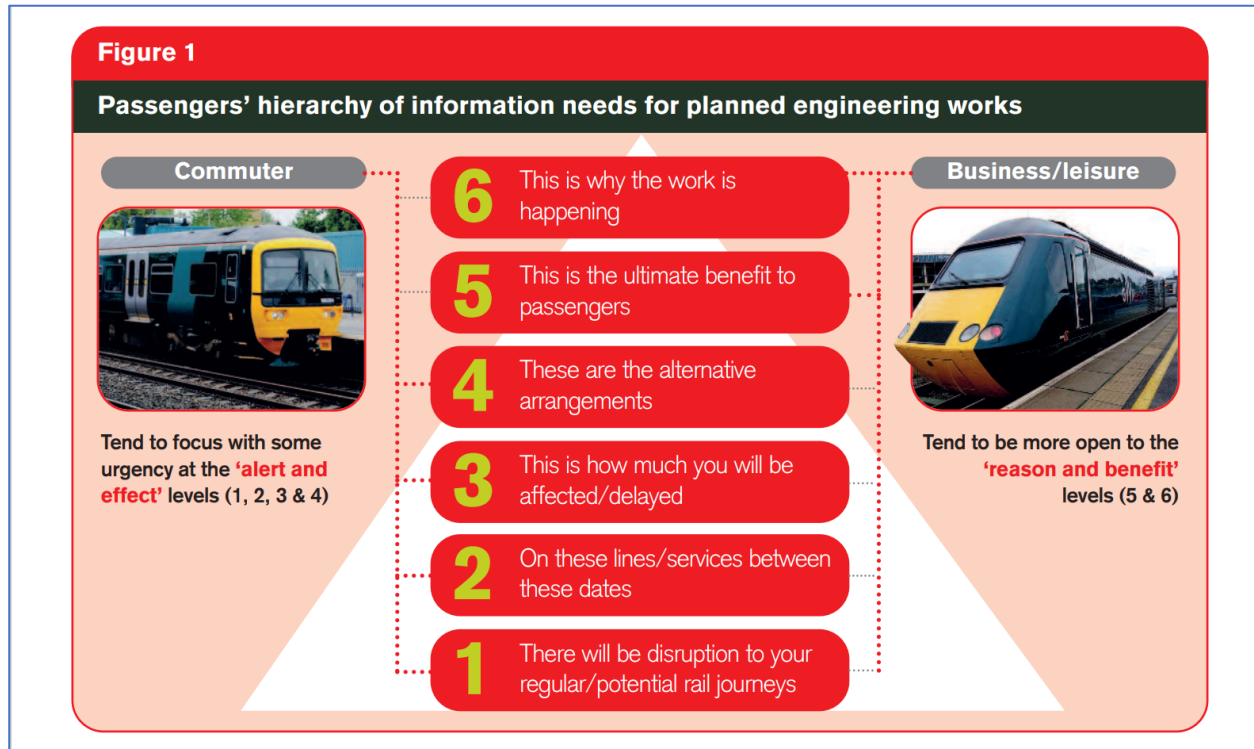 Figure 1
Passengers' hierarchy of information needs for planned engineering works
Commuter
Tend to focus with some
urgency at the 'alert and
effect' levels (1, 2, 3 & 4)
6
This is why the work is
happening
5
This is the ultimate benefit to
passengers
4
These are the alternative
arrangements
3
This is how much you will be
affected/delayed
2
On these lines/services between
these dates
1
There will be disruption to your
regular/potential rail journeys
Business/leisure
Tend to be more open to the
'reason and benefit'
levels (5 & 6)